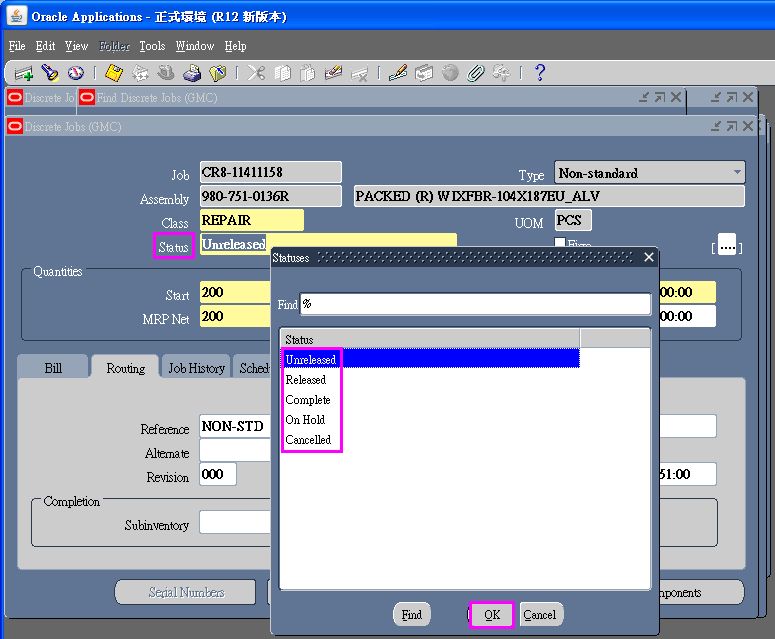 Oracle Applications - 正式環境 (R12 新版本)
File Edit View Folder Tools Window Help
Discrete Jo Find Discrete Jobs (GMC)
Discrete Jobs (GMC)
Job CR8-11411158 Type Non-standard
Assembly 980-751-0136R PACKED (R) WIXFBR-104X187EU_ALV
Class REPAIR UOM PCS
Status Unreleased Firm
[ .... ]
Statuses
Quantities
Start 200 00:00
Find %
MRP Net 200 00:00
Status
Unreleased
Released
Complete
On Hold
Cancelled
Bill Routing Job History Sched
Reference NON-STD
Alternate
Revision 000 51:00
Completion
Subinventory
Serial Numbers ponents
Find OK Cancel